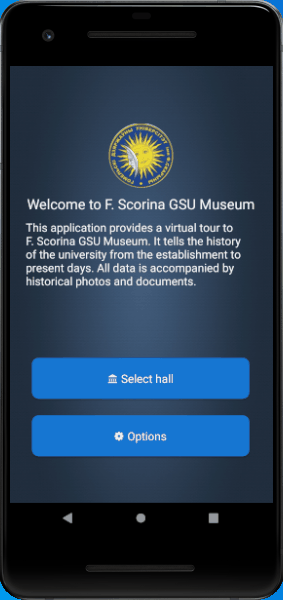 Welcome to F. Scorina GSU Museum
This application provides a virtual tour to
F. Scorina GSU Museum. It tells the history
of the university from the establishment to
present days. All data is accompanied by
historical photos and documents.
Select hall
Options